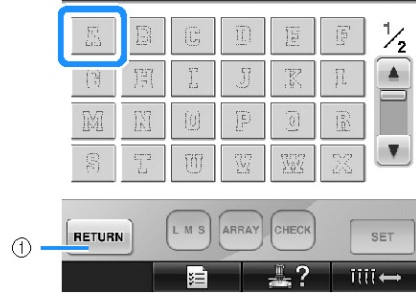 A B C D E F
1/2
G H I J K L
M N O P Q R
S T U V W X
① RETURN L M S ARRAY CHECK SET
?